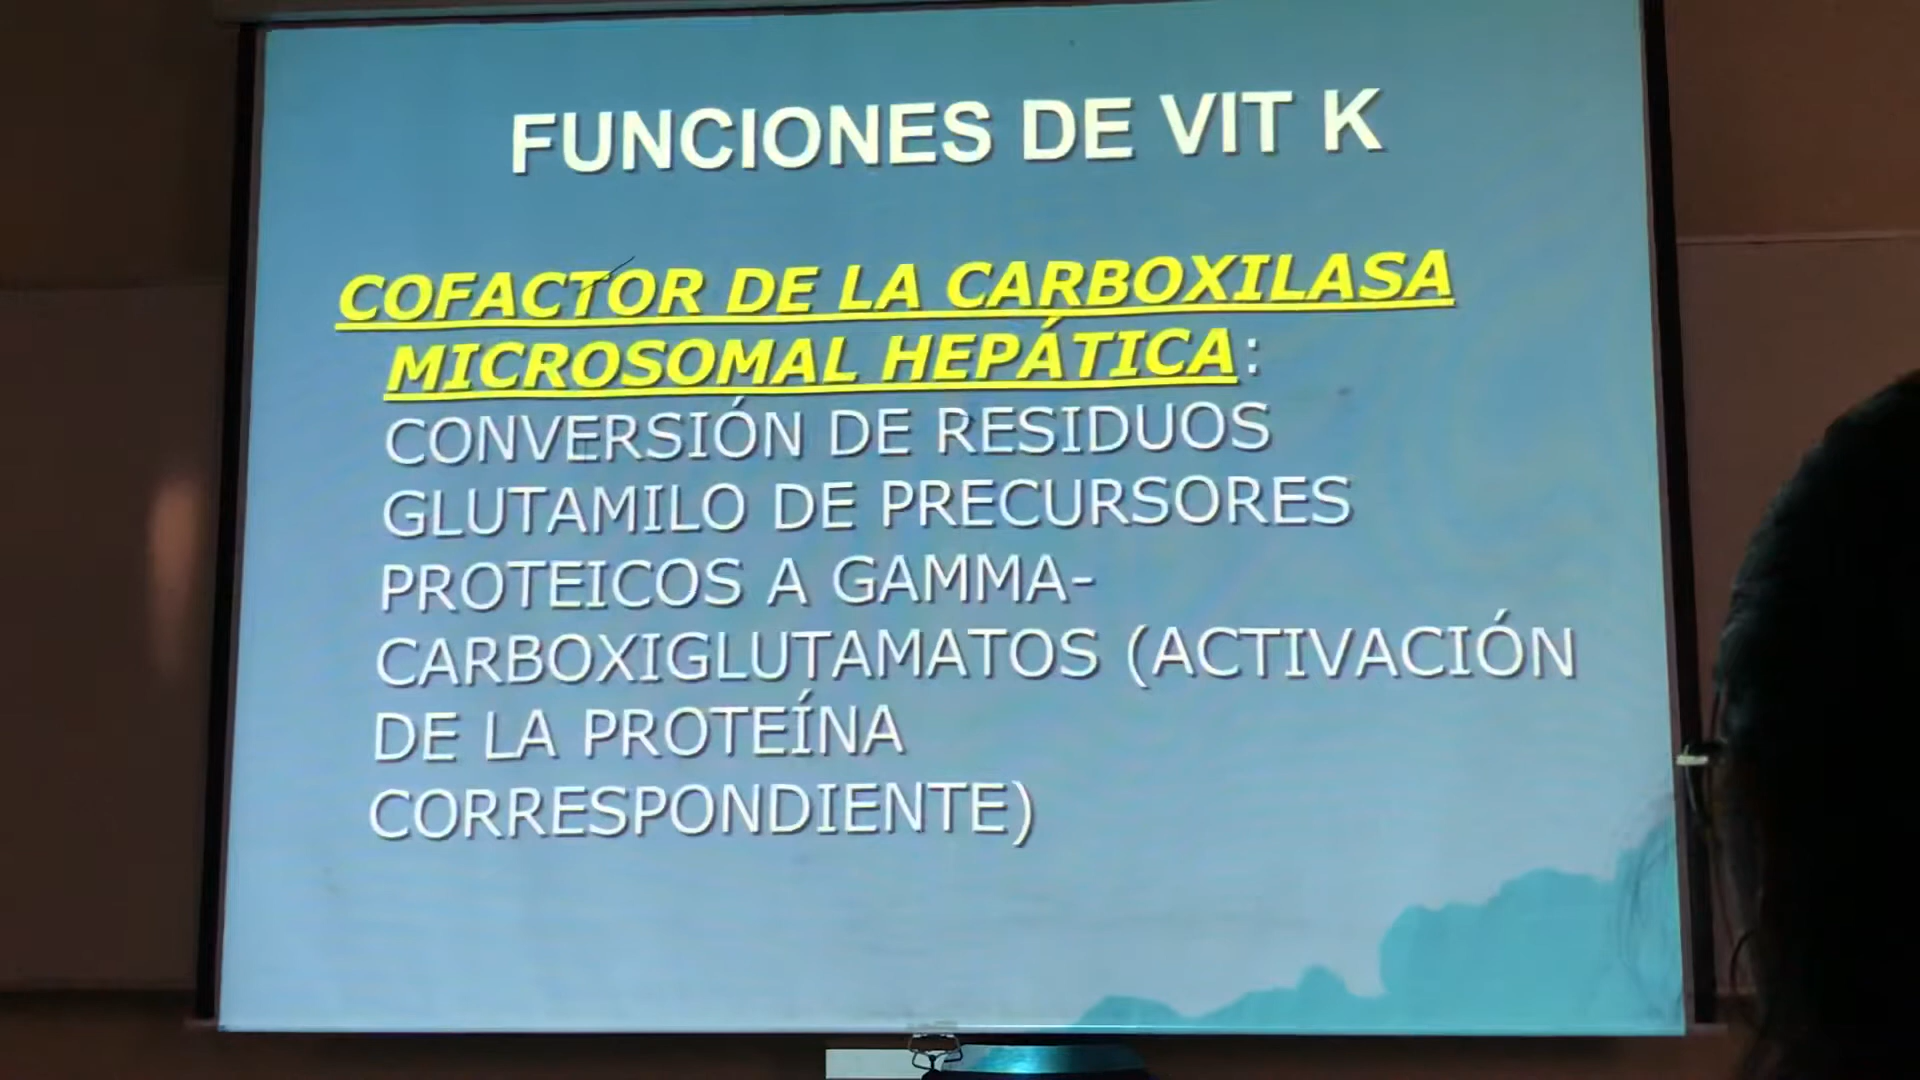 FUNCIONES DE VIT K
COFACTOR DE LA CARBOXILASA
MICROSOMAL HEPÁTICA:
CONVERSIÓN DE RESIDUOS
GLUTAMILO DE PRECURSORES
PROTEICOS A GAMMA-
CARBOXIGLUTAMATOS (ACTIVACIÓN
DE LA PROTEÍNA
CORRESPONDIENTE)